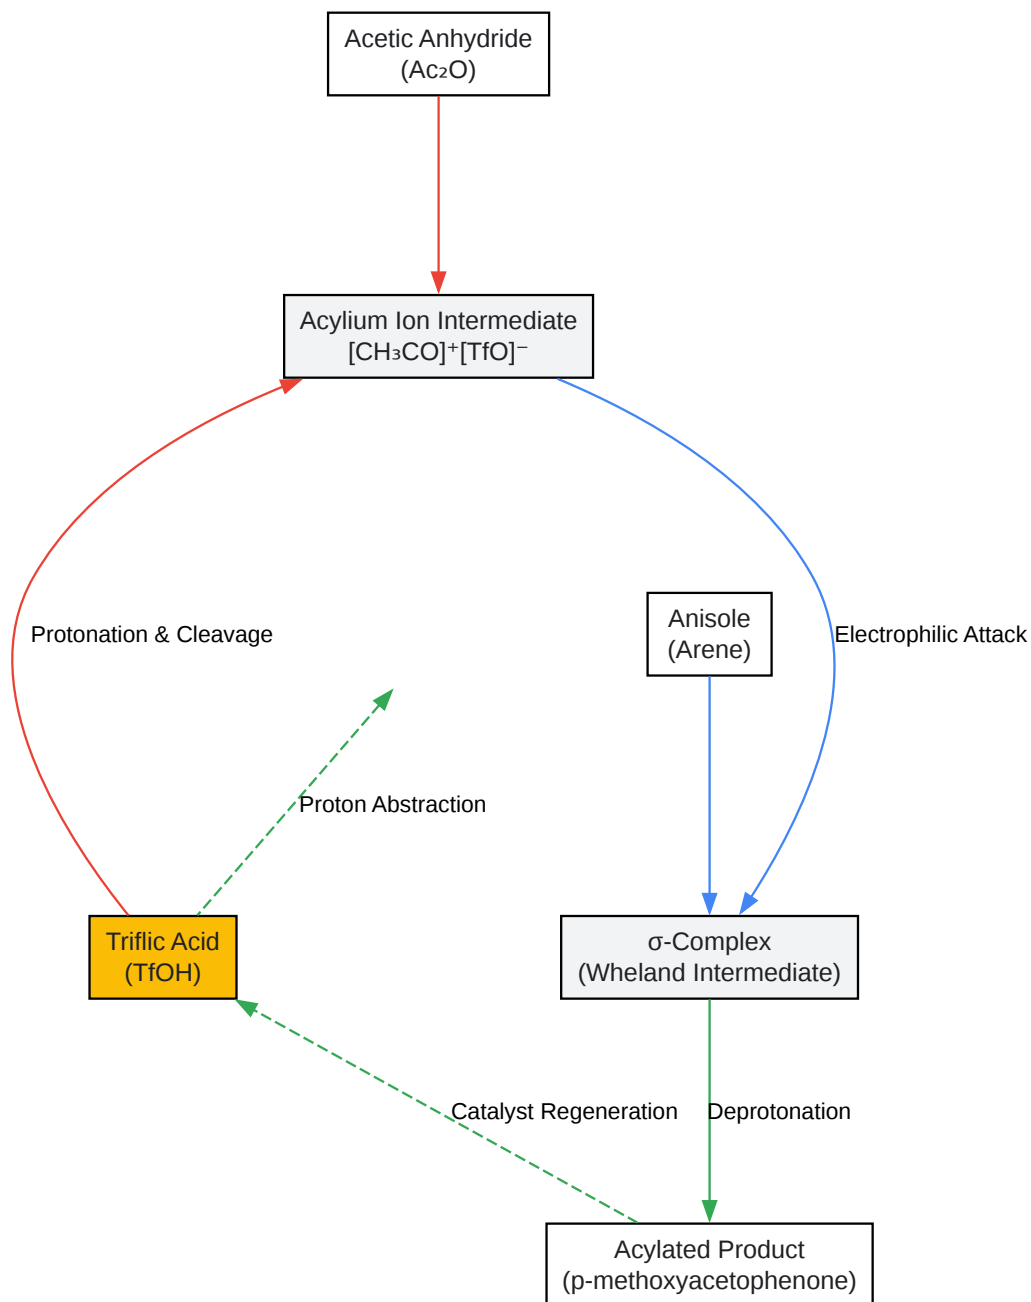 Acetic Anhydride
(Ac₂O)
Acylium Ion Intermediate
[CH₃CO]⁺[TfO]⁻
Anisole
(Arene)
Protonation & Cleavage
Electrophilic Attack
Proton Abstraction
Triflic Acid
(TfOH)
σ-Complex
(Wheland Intermediate)
Catalyst Regeneration
Deprotonation
Acylated Product
(p-methoxyacetophenone)